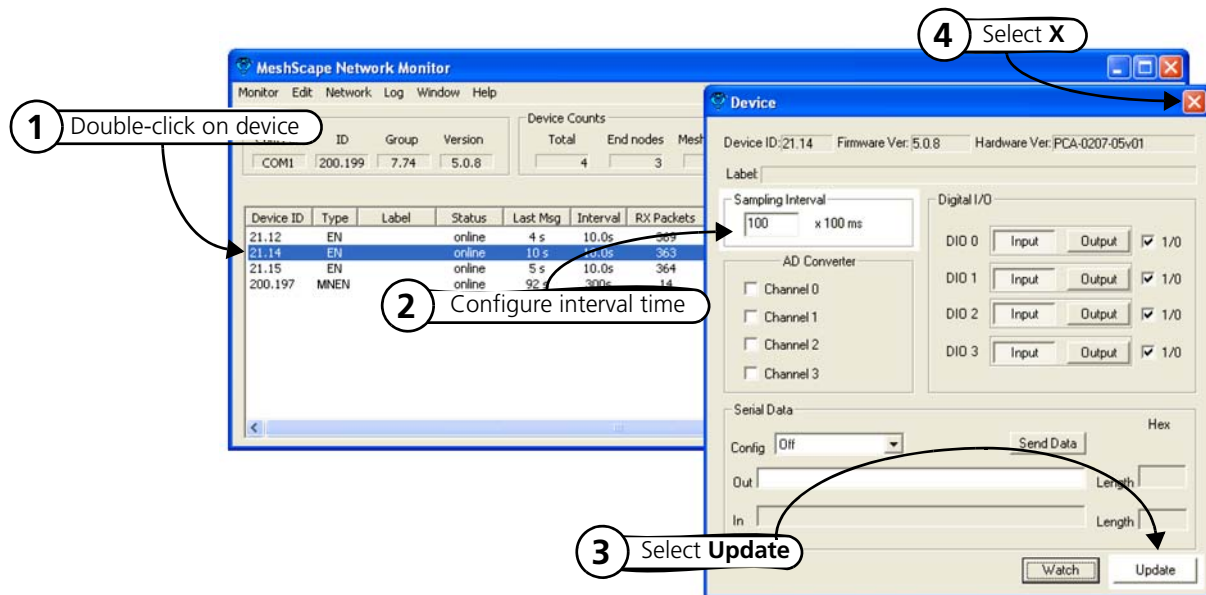 4 Select X
MeshScape Network Monitor
Monitor Edit Network Log Window Help
Device
1 Double-click on device
Device Counts
ID Group Version Total End nodes Mesh
COM1 200.199 7.74 5.0.8 4 3
Device ID: 21.14 Firmware Ver: 5.0.8 Hardware Ver: PCA-0207-05v01
Label:
Device ID Type Label Status Last Msg Interval RX Packets
21.12 EN online 4 s 10.0s 369
21.14 EN online 10 s 10.0s 363
21.15 EN online 5 s 10.0s 364
200.197 MNEN online 92 s 300s 14
2 Configure interval time
Sampling Interval
100 x 100 ms
AD Converter
Channel 0
Channel 1
Channel 2
Channel 3
Digital I/O
DIO 0 Input Output 1/0
DIO 1 Input Output 1/0
DIO 2 Input Output 1/0
DIO 3 Input Output 1/0
Serial Data
Hex
Config Off Send Data
Out Length
In Length
3 Select Update
Watch Update